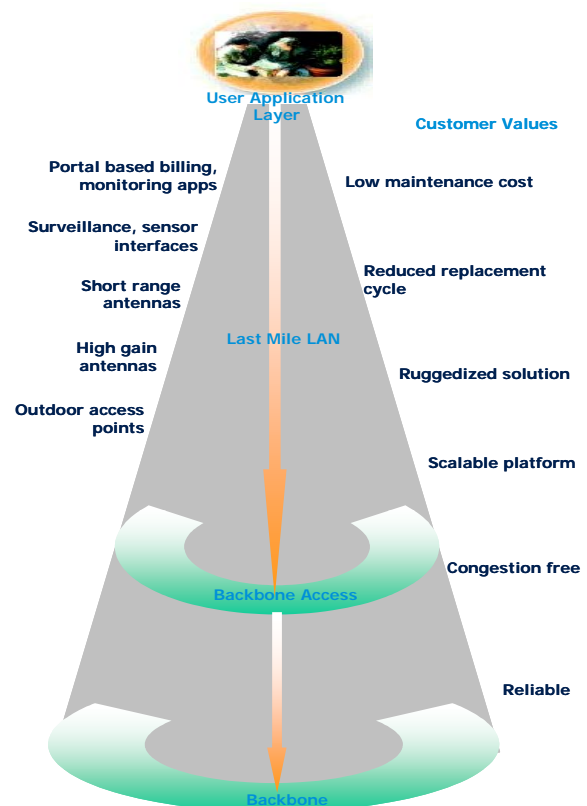 User Application
Layer
Customer Values
Portal based billing,
monitoring apps
Low maintenance cost
Surveillance, sensor
interfaces
Reduced replacement
cycle
Short range
antennas
Last Mile LAN
High gain
antennas
Ruggedized solution
Outdoor access
points
Scalable platform
Congestion free
Backbone Access
Reliable
Backbone